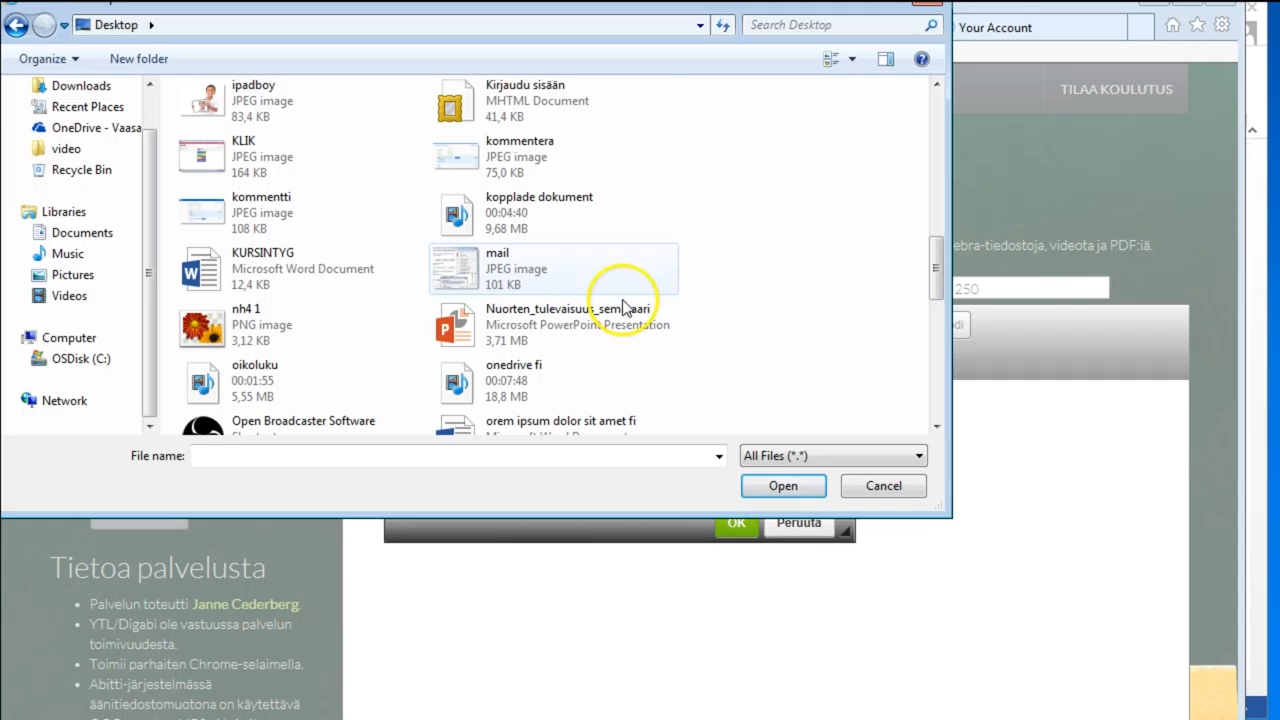 Desktop
Search Desktop
Your Account
Organize
New folder
TILAA KOULUTUS
Downloads
Recent Places
OneDrive - Vaasa
video
Recycle Bin
Libraries
Documents
Music
Pictures
Videos
Computer
OSDisk (C:)
Network
ipadboy
JPEG image
83,4 KB
Kirjaudu sisään
MHTML Document
41,4 KB
KLIK
JPEG image
164 KB
kommentera
JPEG image
75,0 KB
kommentti
JPEG image
108 KB
kopplade dokument
00:04:40
9,68 MB
KURSINTYG
Microsoft Word Document
12,4 KB
mail
JPEG image
101 KB
nh4 1
PNG image
3,12 KB
Nuorten_tulevaisuus_seminaari
Microsoft PowerPoint Presentation
3,71 MB
oikoluku
00:01:55
5,55 MB
onedrive fi
00:07:48
18,8 MB
Open Broadcaster Software
orem ipsum dolor sit amet fi
File name:
All Files (*.*)
Open
Cancel
ebra-tiedostoja, videota ja PDF:iä.
250
OK
Peruuta
Tietoa palvelusta
Palvelun toteutti Janne Cederberg.
YTL/Digabi ole vastuussa palvelun
toimivuudesta.
Toimii parhaiten Chrome-selaimella.
Abitti-järjestelmässä
äänitiedostomuotona on käytettävä